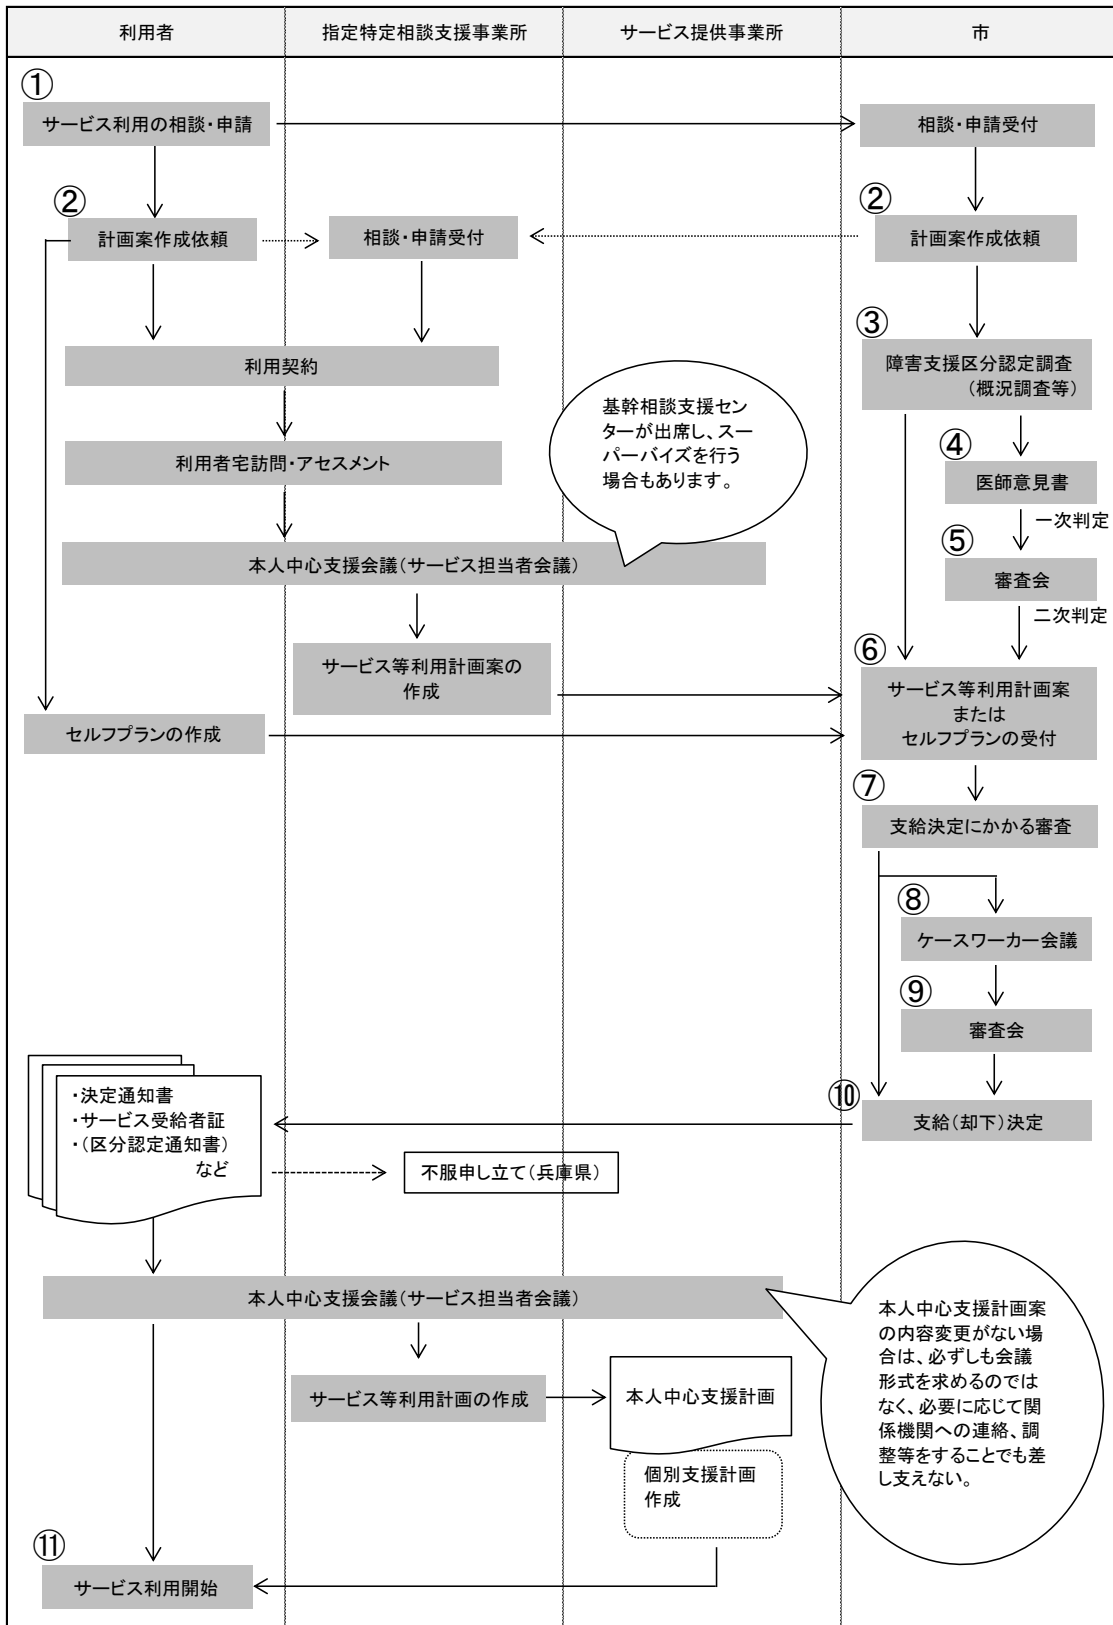 利用者
指定特定相談支援事業所
サービス提供事業所
市
①
サービス利用の相談・申請
相談・申請受付
②
計画案作成依頼
相談・申請受付
②
計画案作成依頼
利用契約
③
障害支援区分認定調査
（概況調査等）
基幹相談支援セン
ターが出席し、スー
パーバイズを行う
場合もあります。
利用者宅訪問・アセスメント
④
医師意見書
一次判定
本人中心支援会議（サービス担当者会議）
⑤
審査会
二次判定
サービス等利用計画案の
作成
⑥
サービス等利用計画案
または
セルフプランの受付
セルフプランの作成
⑦
支給決定にかかる審査
⑧
ケースワーカー会議
⑨
審査会
⑩
支給（却下）決定
・決定通知書
・サービス受給者証
・（区分認定通知書）
など
不服申し立て（兵庫県）
本人中心支援会議（サービス担当者会議）
本人中心支援計画案
の内容変更がない場
合は、必ずしも会議
形式を求めるのでは
なく、必要に応じて関
係機関への連絡、調
整等をすることでも差
し支えない。
サービス等利用計画の作成
本人中心支援計画
個別支援計画
作成
⑪
サービス利用開始